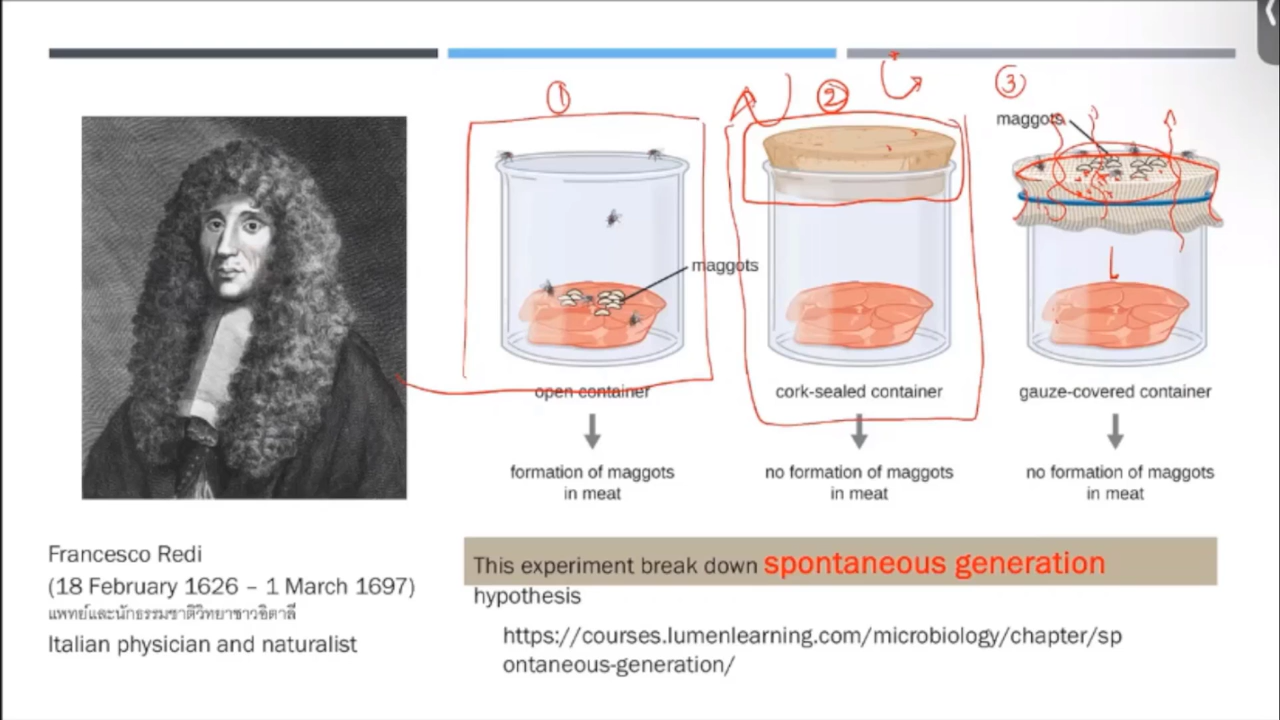 ①
②
③
maggots
maggots
open container
cork-sealed container
gauze-covered container
formation of maggots
in meat
no formation of maggots
in meat
no formation of maggots
in meat
Francesco Redi
(18 February 1626 – 1 March 1697)
แพทย์และนักธรรมชาติวิทยาชาวอิตาลี
Italian physician and naturalist
This experiment break down spontaneous generation
hypothesis
https://courses.lumenlearning.com/microbiology/chapter/sp
ontaneous-generation/